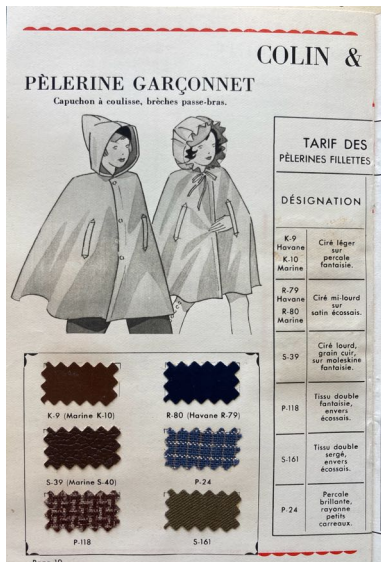 COLIN &
PÈLERINE GARÇONNET
Capuchon à coulisse, brèches passe-bras.
TARIF DES
PÈLERINES FILLETTES
DÉSIGNATION
K-9
Havane
K-10
Marine
Ciré léger
sur
percale
fantaisie.
R-79
Havane
R-80
Marine
Ciré mi-lourd
sur
satin écossais.
S-39
Ciré lourd,
grain cuir,
sur moleskine
fantaisie.
P-118
Tissu double
fantaisie,
envers
écossais.
S-161
Tissu double
sergé,
envers
écossais.
P-24
Percale
brillante,
rayonne
petits
carreaux.
K-9 (Marine K-10)
R-80 (Havane R-79)
S-39 (Marine S-40)
P-24
P-118
S-161